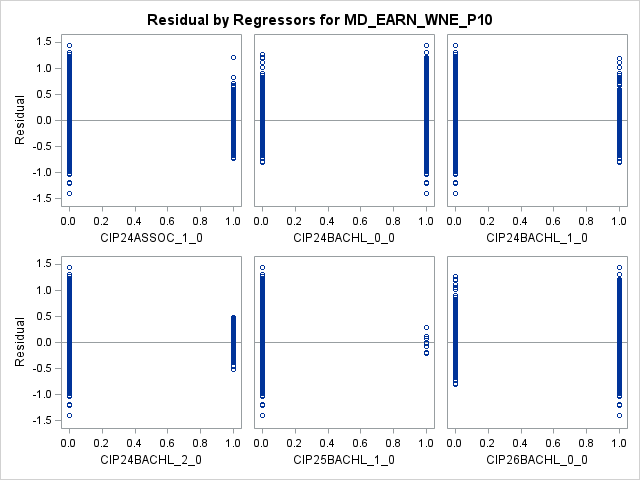 Residual by Regressors for MD_EARN_WNE_P10
1.5
1.0
0.5
0.0
-0.5
-1.0
-1.5
Residual
0.0 0.2 0.4 0.6 0.8 1.0
CIP24ASSOC_1_0
0.0 0.2 0.4 0.6 0.8 1.0
CIP24BACHL_0_0
0.0 0.2 0.4 0.6 0.8 1.0
CIP24BACHL_1_0
1.5
1.0
0.5
0.0
-0.5
-1.0
-1.5
Residual
0.0 0.2 0.4 0.6 0.8 1.0
CIP24BACHL_2_0
0.0 0.2 0.4 0.6 0.8 1.0
CIP25BACHL_1_0
0.0 0.2 0.4 0.6 0.8 1.0
CIP26BACHL_0_0